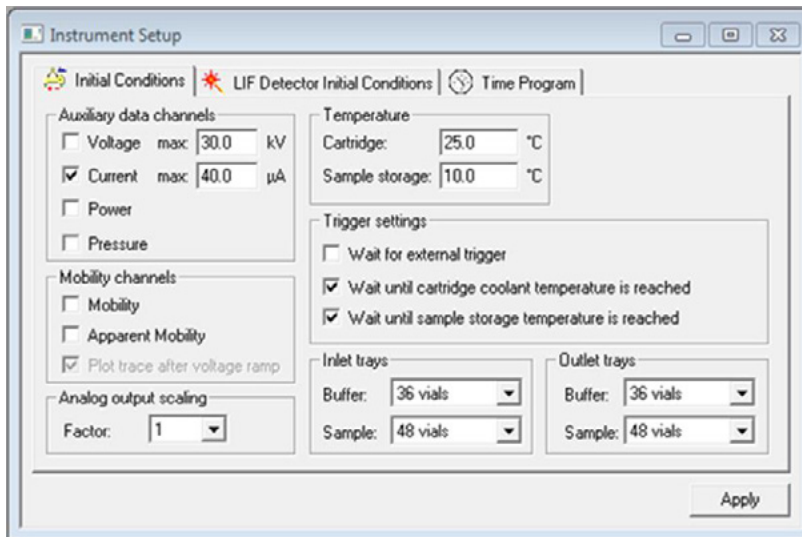 Instrument Setup
Initial Conditions
LIF Detector Initial Conditions
Time Program
Auxiliary data channels
Voltage max: 30.0 kV
Current max: 40.0 µA
Power
Pressure
Mobility channels
Mobility
Apparent Mobility
Plot trace after voltage ramp
Analog output scaling
Factor: 1
Temperature
Cartridge: 25.0 °C
Sample storage: 10.0 °C
Trigger settings
Wait for external trigger
Wait until cartridge coolant temperature is reached
Wait until sample storage temperature is reached
Inlet trays
Buffer: 36 vials
Sample: 48 vials
Outlet trays
Buffer: 36 vials
Sample: 48 vials
Apply